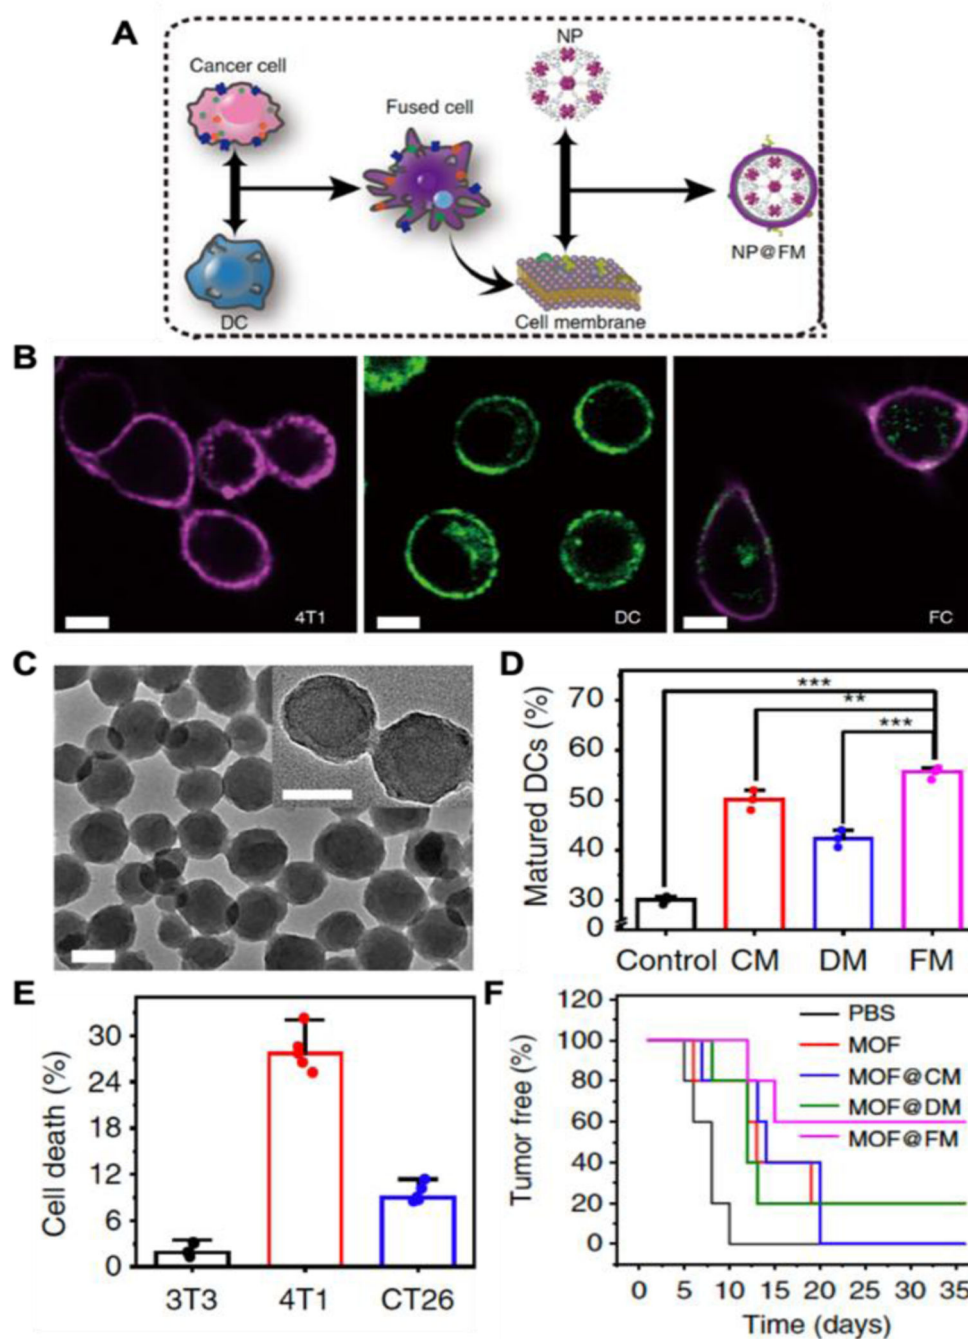 A
Cancer cell
NP
Fused cell
NP@FM
DC
Cell membrane
B
4T1
DC
FC
C
D
Matured DCs (%)
70
60
50
40
30
0
***
**
***
Control CM DM FM
E
Cell death (%)
30
24
18
12
6
0
3T3 4T1 CT26
F
Tumor free (%)
120
100
80
60
40
20
0
PBS
MOF
MOF@CM
MOF@DM
MOF@FM
0 5 10 15 20 25 30 35
Time (days)